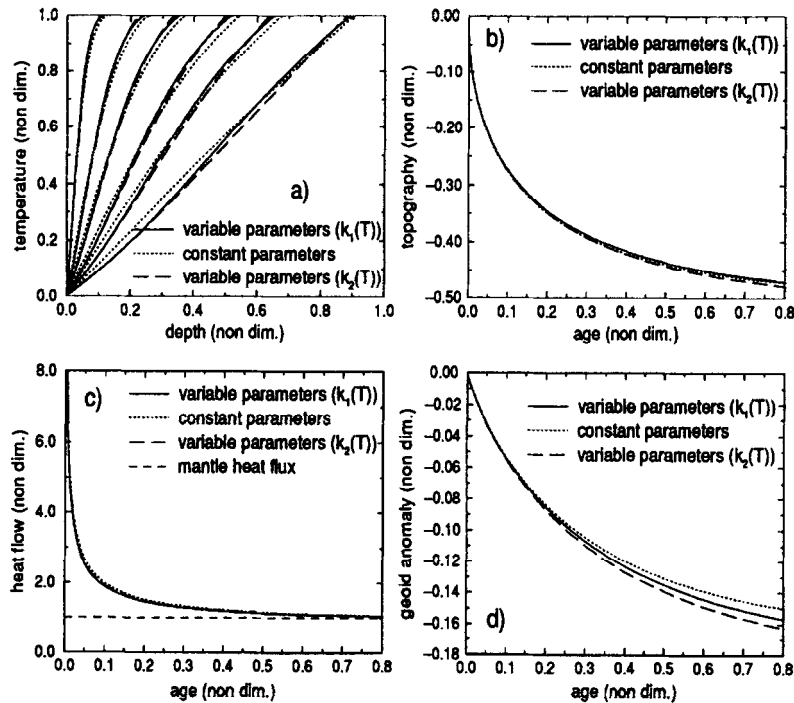 a)
temperature (non dim.)
1.0
0.8
0.6
0.4
0.2
0.0
variable parameters (k₁(T))
constant parameters
variable parameters (k₂(T))
0.0 0.2 0.4 0.6 0.8 1.0
depth (non dim.)
b)
topography (non dim.)
0.00
−0.10
−0.20
−0.30
−0.40
−0.50
variable parameters (k₁(T))
constant parameters
variable parameters (k₂(T))
0.0 0.1 0.2 0.3 0.4 0.5 0.6 0.7 0.8
age (non dim.)
c)
heat flow (non dim.)
8.0
6.0
4.0
2.0
0.0
variable parameters (k₁(T))
constant parameters
variable parameters (k₂(T))
mantle heat flux
0.0 0.2 0.4 0.6 0.8
age (non dim.)
d)
geoid anomaly (non dim.)
0.00
−0.02
−0.04
−0.06
−0.08
−0.10
−0.12
−0.14
−0.16
−0.18
variable parameters (k₁(T))
constant parameters
variable parameters (k₂(T))
0.0 0.1 0.2 0.3 0.4 0.5 0.6 0.7 0.8
age (non dim.)